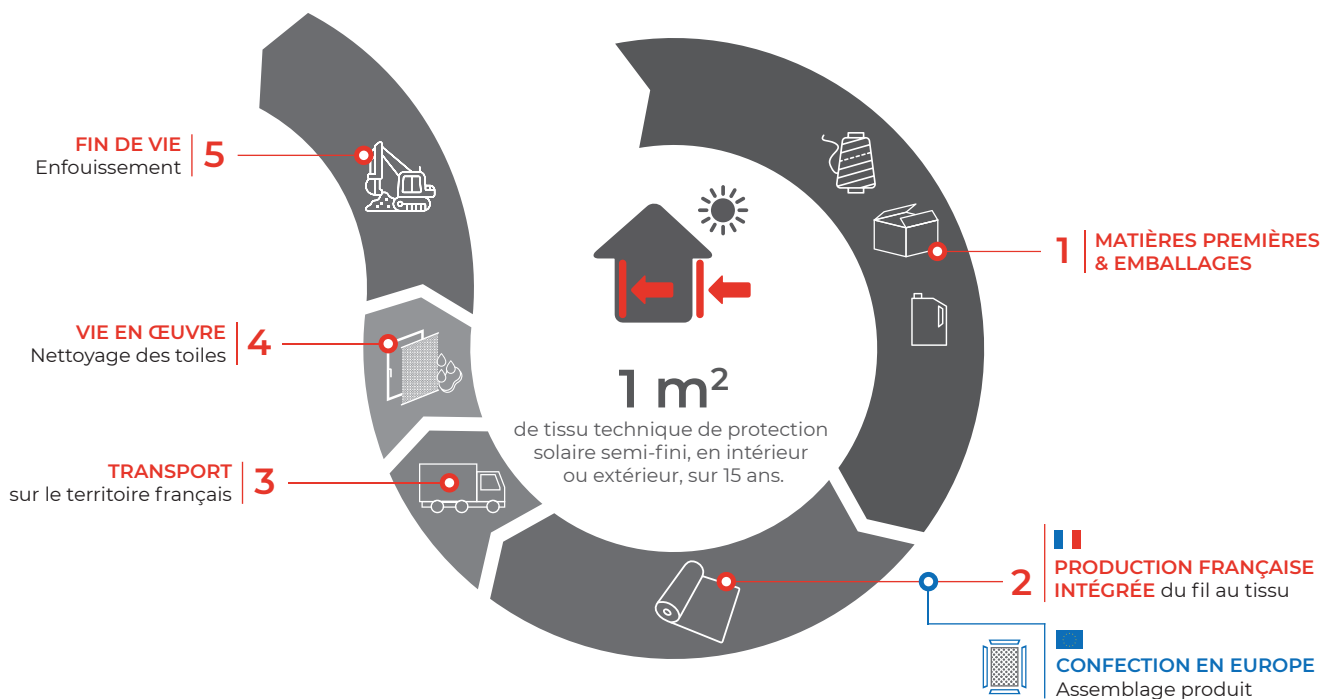 FIN DE VIE
Enfouissement
5
1
MATIÈRES PREMIÈRES
& EMBALLAGES
VIE EN ŒUVRE
Nettoyage des toiles
4
1 m²
de tissu technique de protection
solaire semi-fini, en intérieur
ou extérieur, sur 15 ans.
TRANSPORT
sur le territoire français
3
2
PRODUCTION FRANÇAISE
INTÉGRÉE du fil au tissu
CONFECTION EN EUROPE
Assemblage produit